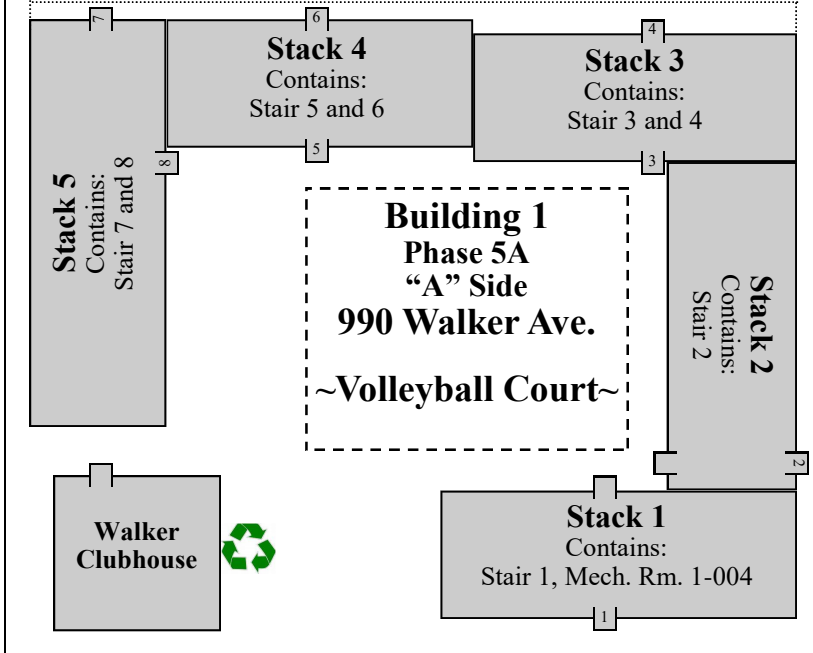 7
6
4
Stack 4
Contains:
Stair 5 and 6
Stack 3
Contains:
Stair 3 and 4
5
3
8
Stack 5
Contains:
Stair 7 and 8
Building 1
Phase 5A
“A” Side
990 Walker Ave.
~Volleyball Court~
Stack 2
Contains:
Stair 2
2
Walker
Clubhouse
Stack 1
Contains:
Stair 1, Mech. Rm. 1-004
1